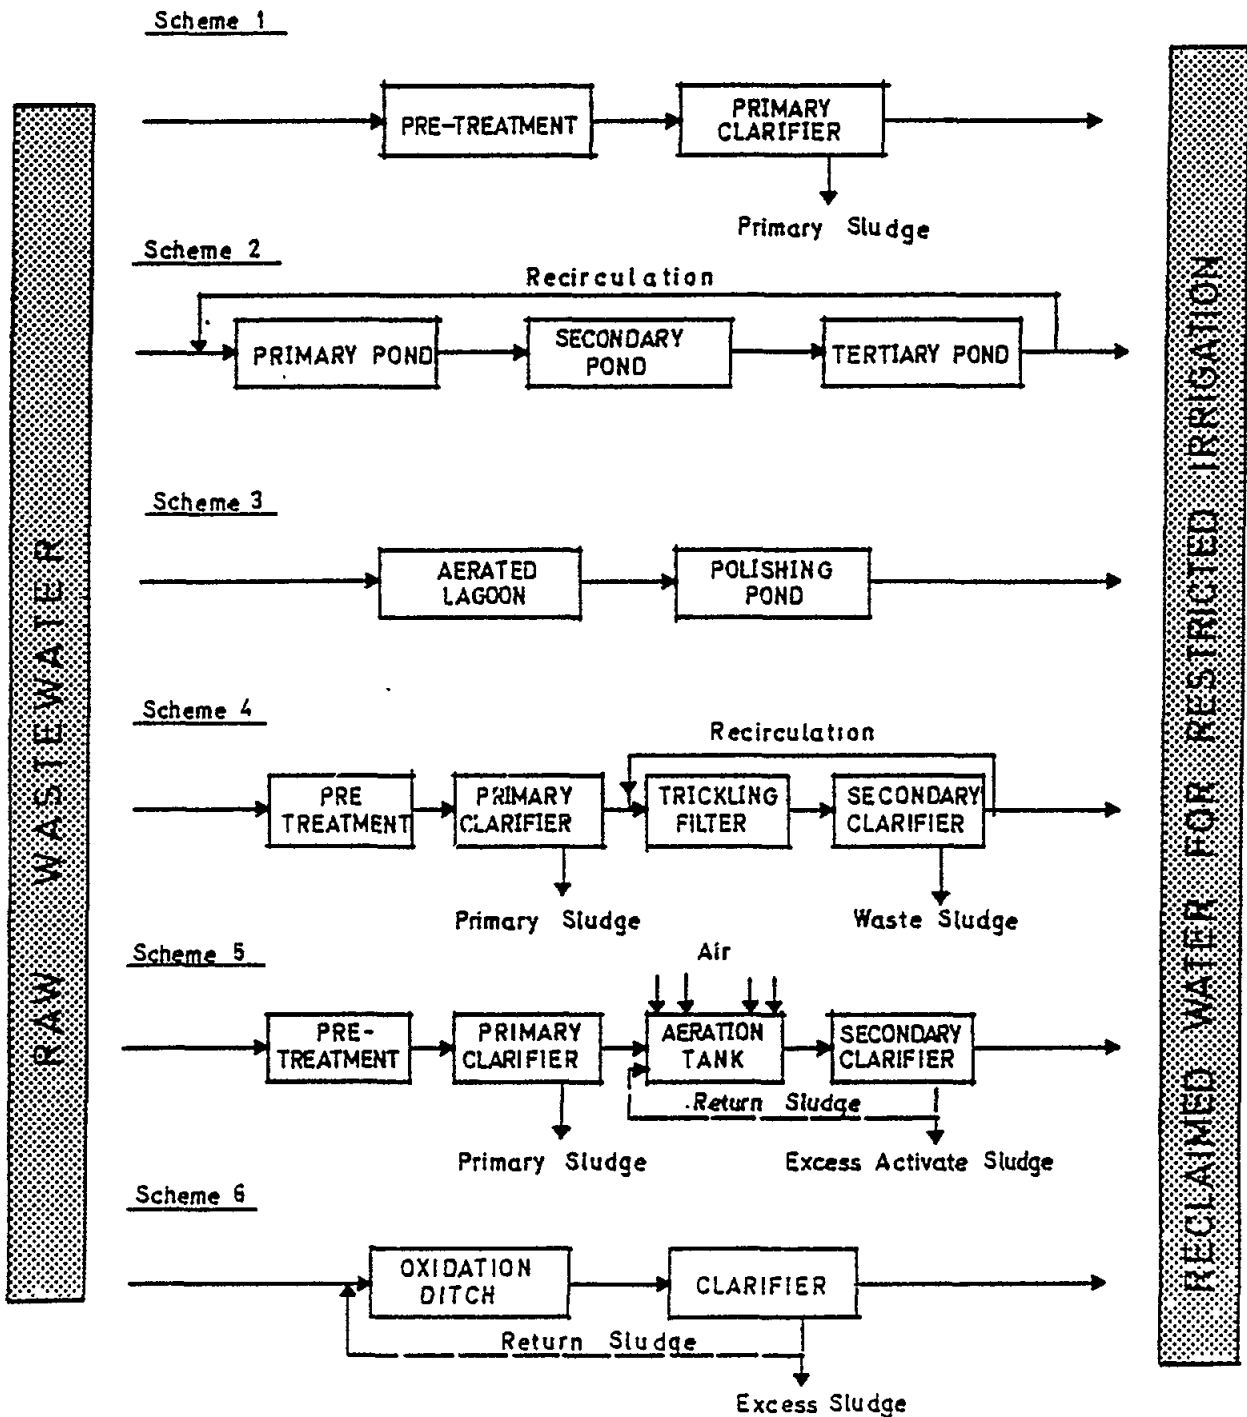 Scheme 1
PRE-TREATMENT
PRIMARY
CLARIFIER
Primary Sludge
Scheme 2
Recirculation
PRIMARY POND
SECONDARY
POND
TERTIARY POND
Scheme 3
AERATED
LAGOON
POLISHING
POND
Scheme 4
Recirculation
PRE
TREATMENT
PRIMARY
CLARIFIER
TRICKLING
FILTER
SECONDARY
CLARIFIER
Primary Sludge
Waste Sludge
Scheme 5
Air
PRE-
TREATMENT
PRIMARY
CLARIFIER
AERATION
TANK
SECONDARY
CLARIFIER
Return Sludge
Primary Sludge
Excess Activate Sludge
Scheme 6
OXIDATION
DITCH
CLARIFIER
Return Sludge
Excess Sludge
RAW WASTEWATER
RECLAIMED WATER FOR RESTRICTED IRRIGATION